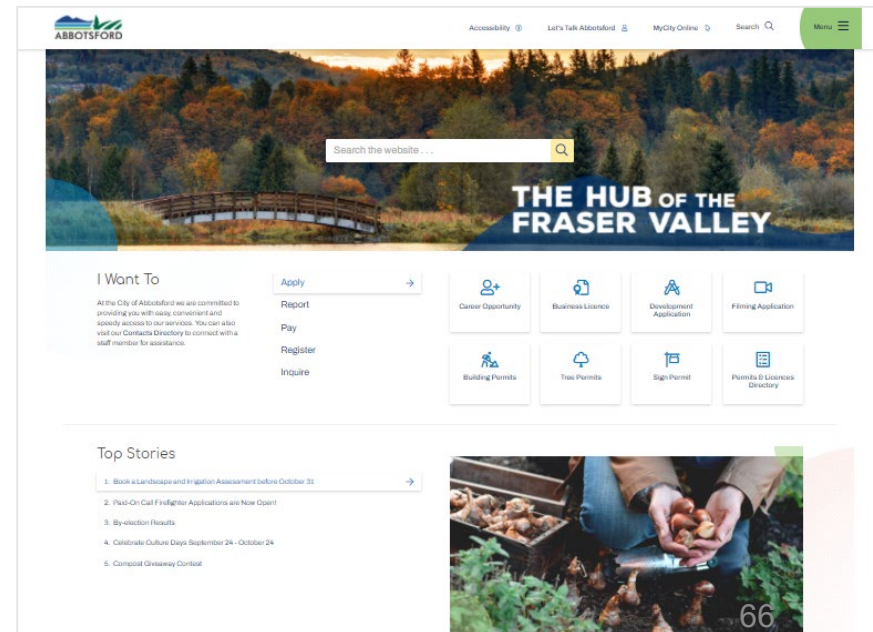 ABBOTSFORD
Accessibility
Let's Talk Abbotsford
MyCity Online
Search
Menu
Search the website . . .
THE HUB OF THE
FRASER VALLEY
I Want To
At the City of Abbotsford we are committed to
providing you with easy, convenient and
speedy access to our services. You can also
visit our Contacts Directory to connect with a
staff member for assistance.
Apply
Report
Pay
Register
Inquire
Career Opportunity
Business Licence
Development
Application
Filming Application
Building Permits
Tree Permits
Sign Permit
Permits & Licences
Directory
Top Stories
1. Book a Landscape and Irrigation Assessment before October 31
2. Paid-On Call Firefighter Applications are Now Open!
3. By-election Results
4. Celebrate Culture Days September 24 - October 24
5. Compost Giveaway Contest
66